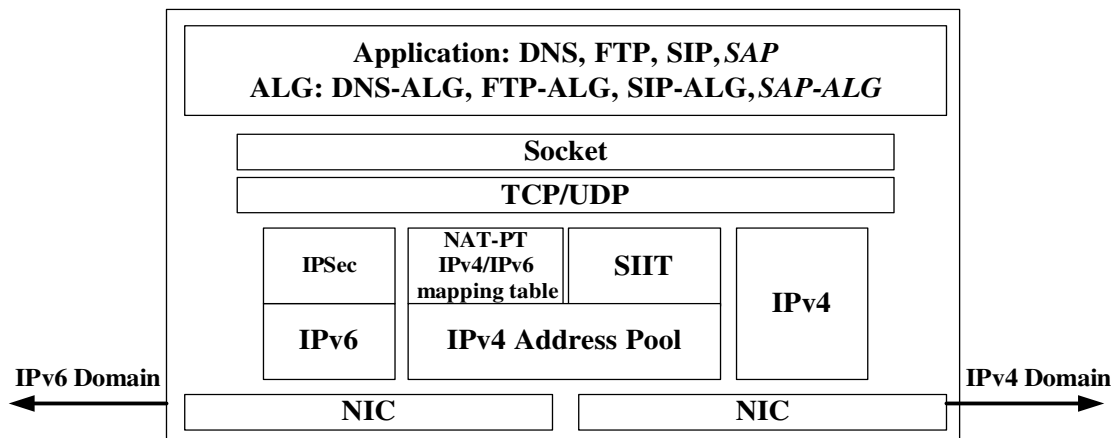 Application: DNS, FTP, SIP, SAP
ALG: DNS-ALG, FTP-ALG, SIP-ALG, SAP-ALG
Socket
TCP/UDP
IPSec
NAT-PT
IPv4/IPv6
mapping table
SIIT
IPv4
IPv6
IPv4 Address Pool
IPv6 Domain
IPv4 Domain
NIC
NIC